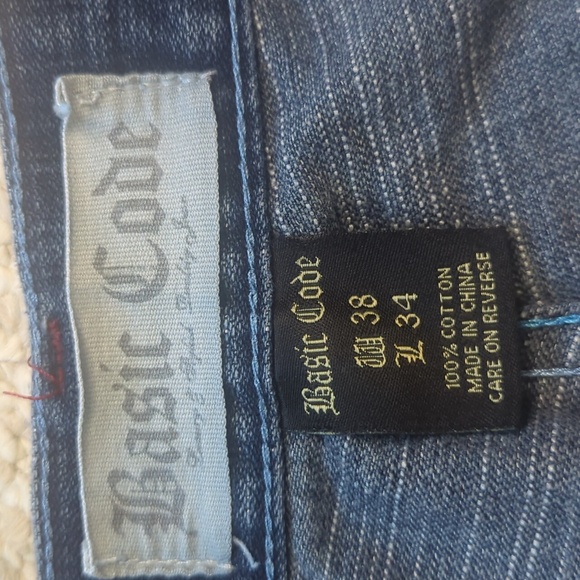 Basic Code
Basic Code
W 38
L 34
100% COTTON
MADE IN CHINA
CARE ON REVERSE